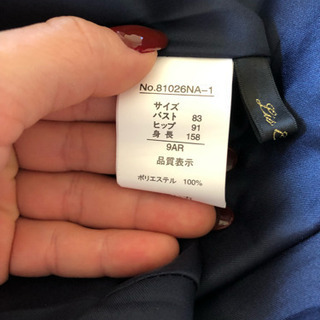 No.81026NA-1
サイズ
バスト 83
ヒップ 91
身長 158
9AR
品質表示
ポリエステル 100%